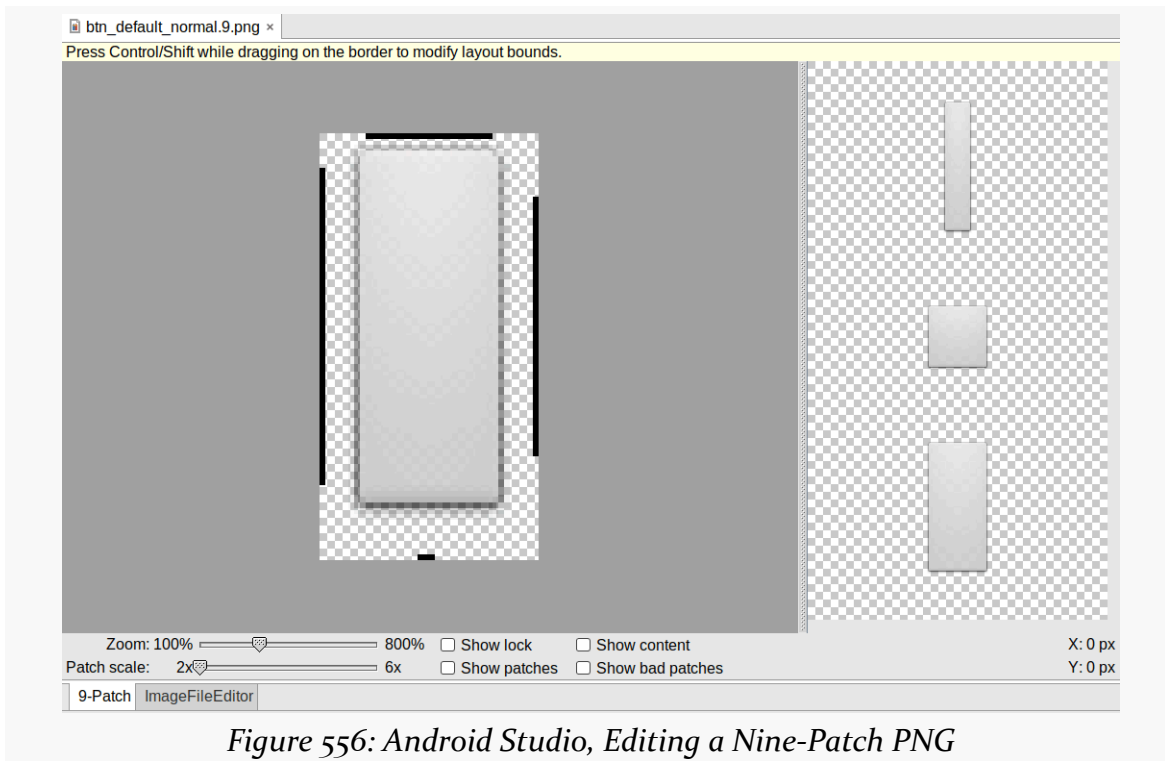 btn_default_normal.9.png ×
Press Control/Shift while dragging on the border to modify layout bounds.
Zoom: 100% 800% Show lock Show content X: 0 px
Patch scale: 2x 6x Show patches Show bad patches Y: 0 px
9-Patch ImageFileEditor
Figure 556: Android Studio, Editing a Nine-Patch PNG